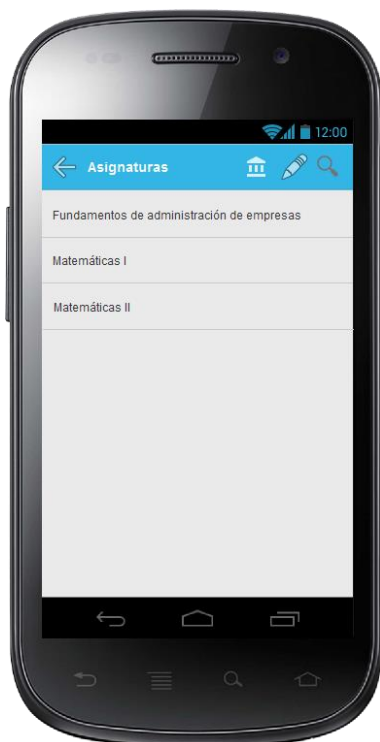 12:00
Asignaturas
Fundamentos de administración de empresas
Matemáticas I
Matemáticas II